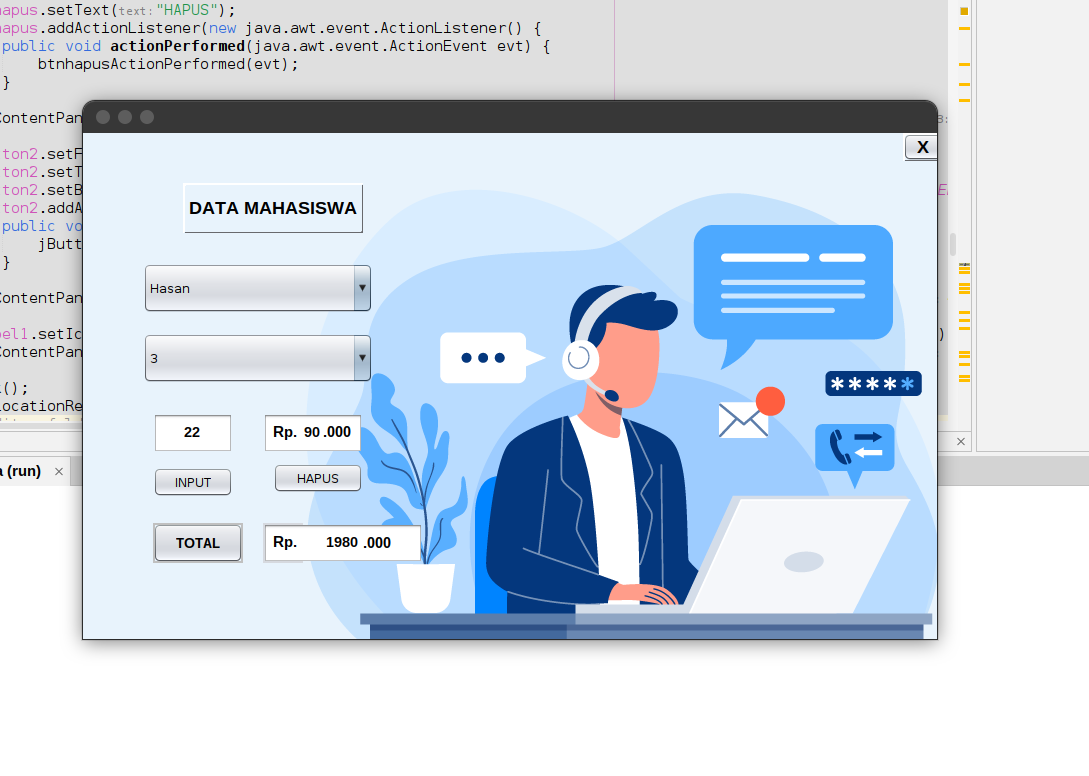 hapus.setText(text: "HAPUS");
hapus.addActionListener(new java.awt.event.ActionListener() {
public void actionPerformed(java.awt.event.ActionEvent evt) {
btnhapusActionPerformed(evt);
}
ContentPan
ton2.setF
ton2.setT
ton2.setB
ton2.addA
public vo
jButt
}
ContentPan
bel1.setIc
)
ContentPan
();
LocationRe
a (run) ×
×
X
DATA MAHASISWA
Hasan
3
22
Rp. 90 .000
INPUT
HAPUS
TOTAL
Rp. 1980 .000
*****